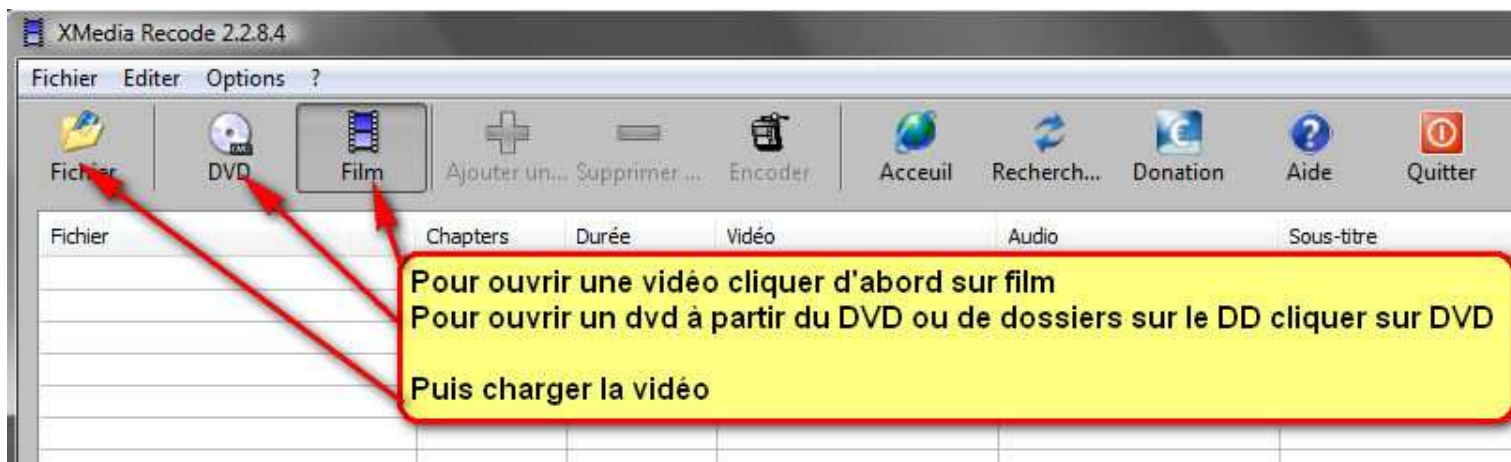 XMedia Recode 2.2.8.4
Fichier Editer Options ?
Fichier DVD Film Ajouter un... Supprimer ... Encoder Acceuil Recherch... Donation Aide Quitter
Fichier Chapters Durée Vidéo Audio Sous-titre
Pour ouvrir une vidéo cliquer d'abord sur film
Pour ouvrir un dvd à partir du DVD ou de dossiers sur le DD cliquer sur DVD
Puis charger la vidéo